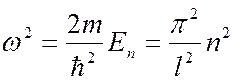 ω² = 2m/ħ² Eₙ = π²/l² n²